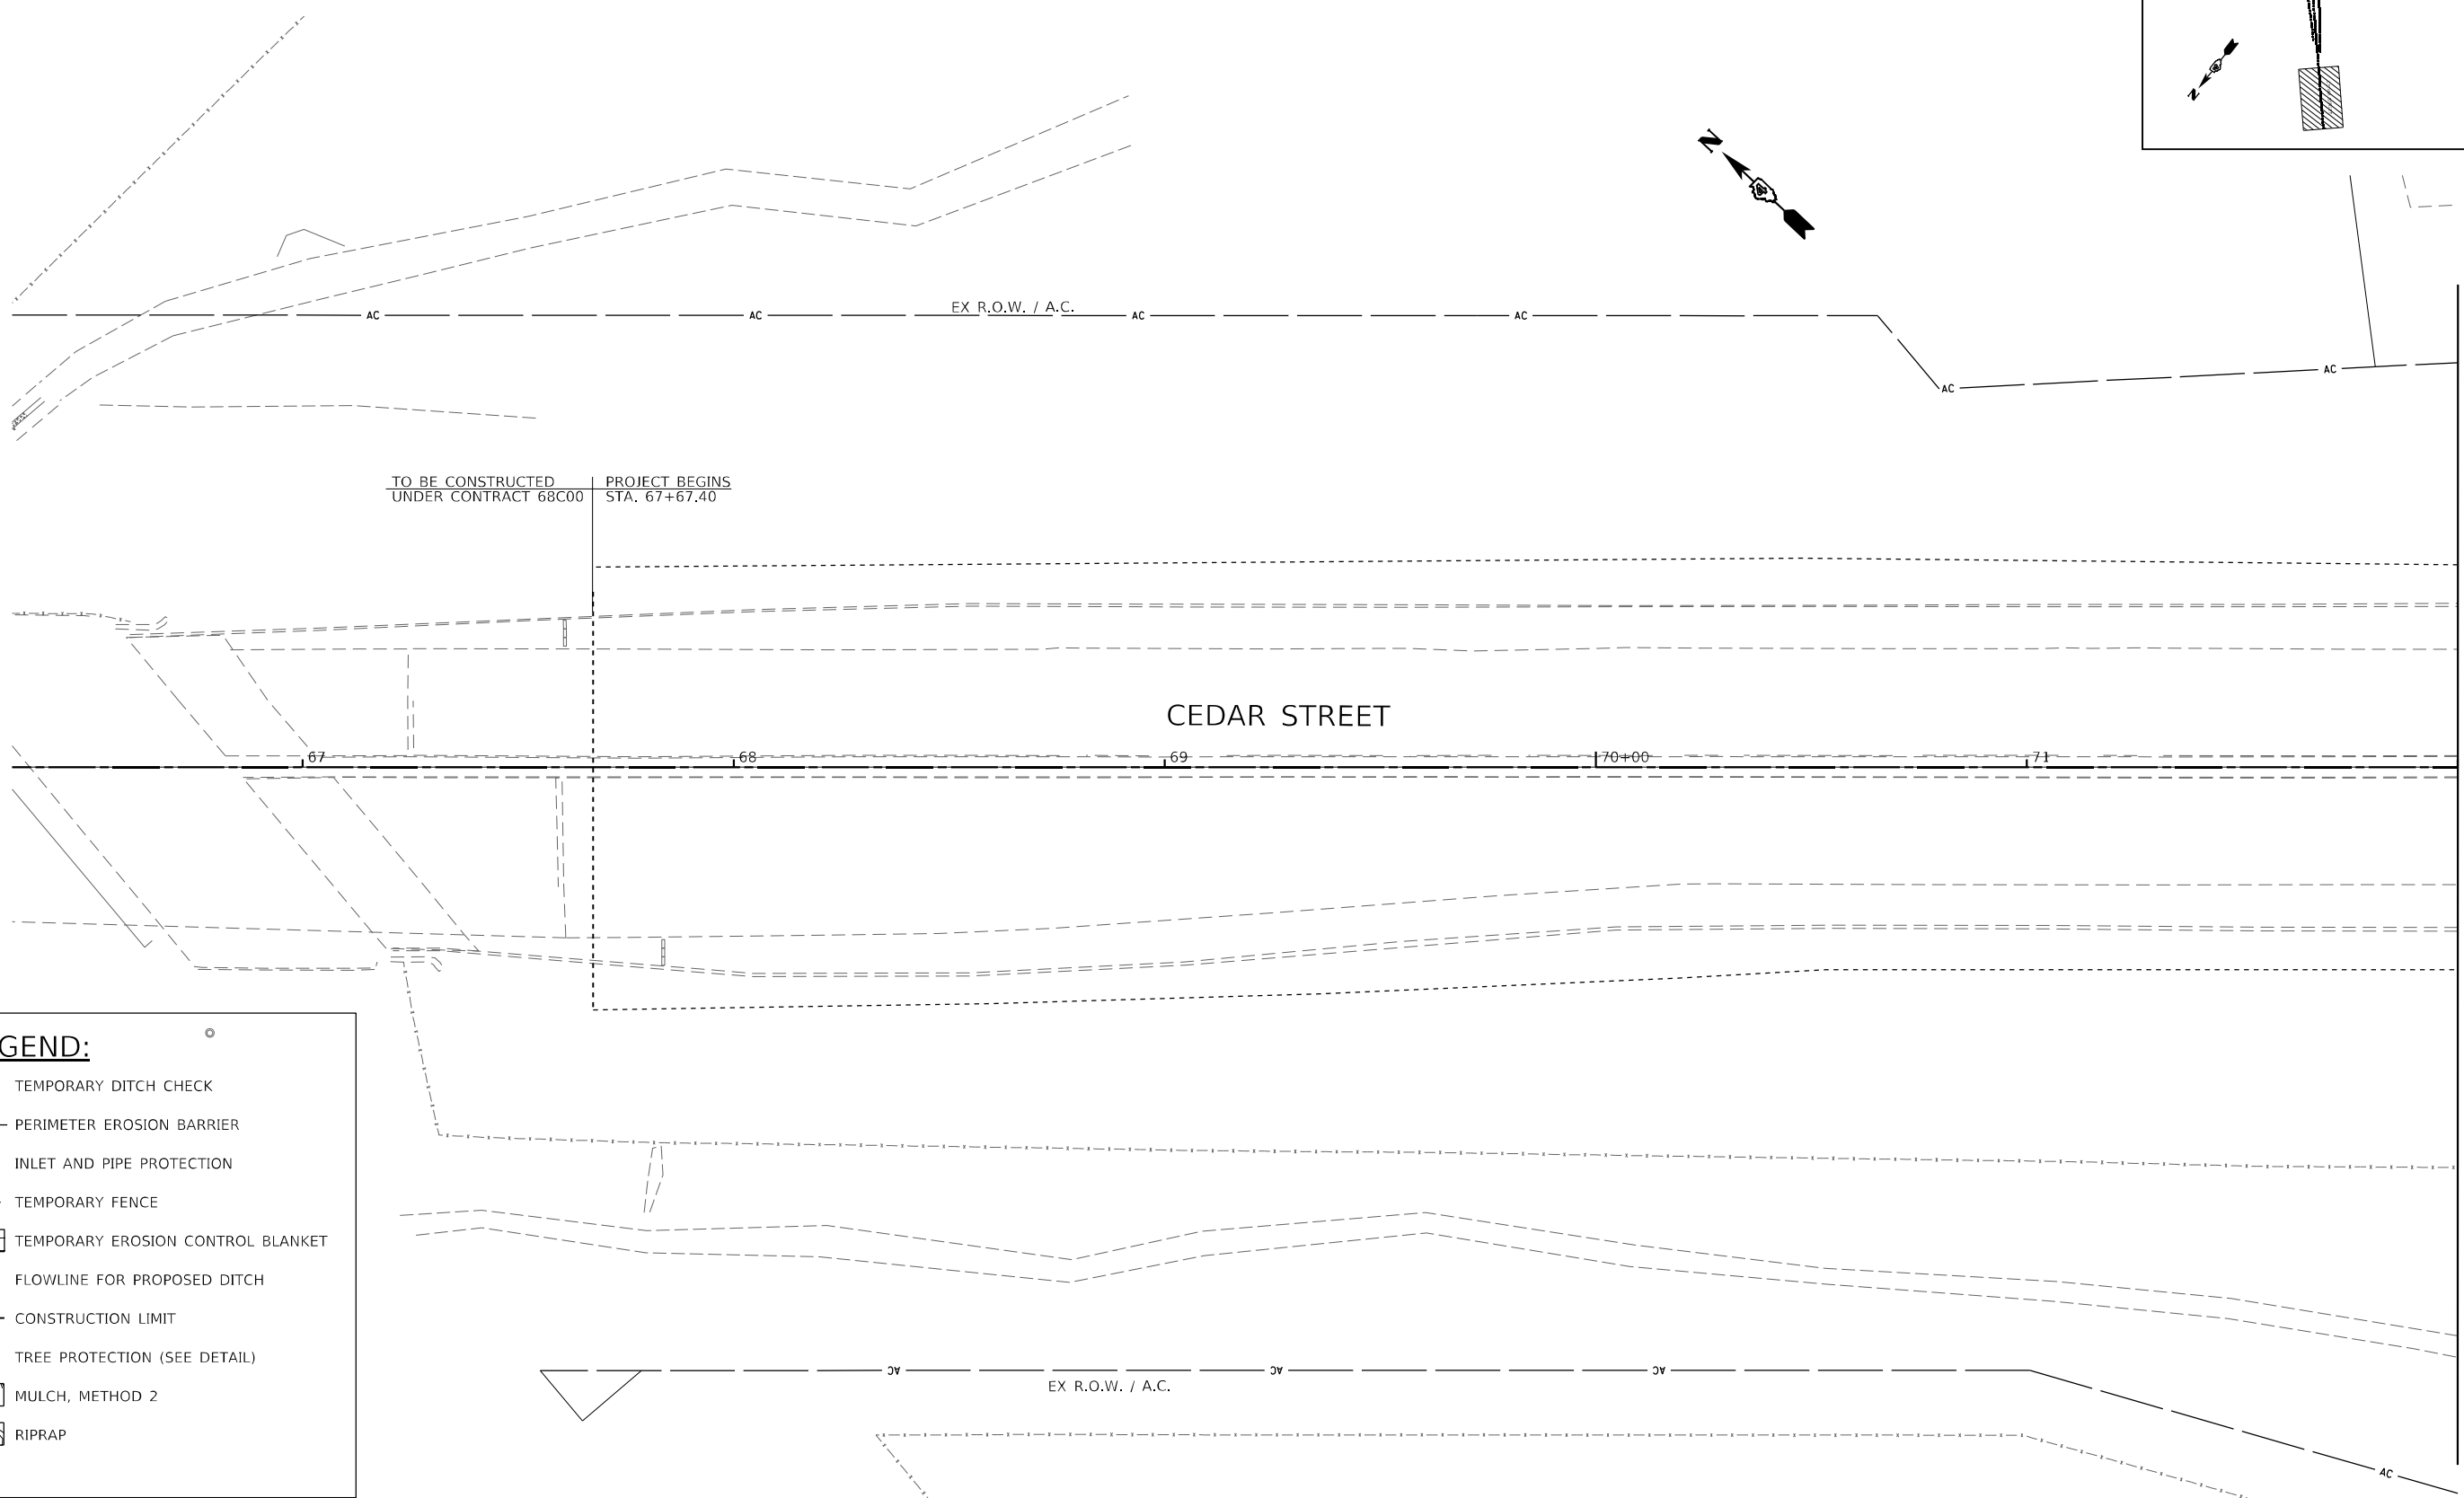 N
N
EX R.O.W. / A.C.
AC
AC
AC
AC
AC
AC
TO BE CONSTRUCTED
UNDER CONTRACT 68C00
PROJECT BEGINS
STA. 67+67.40
CEDAR STREET
67
68
69
70+00
71
GEND:
TEMPORARY DITCH CHECK
PERIMETER EROSION BARRIER
INLET AND PIPE PROTECTION
TEMPORARY FENCE
TEMPORARY EROSION CONTROL BLANKET
FLOWLINE FOR PROPOSED DITCH
CONSTRUCTION LIMIT
TREE PROTECTION (SEE DETAIL)
MULCH, METHOD 2
RIPRAP
AC
AC
AC
EX R.O.W. / A.C.
AC